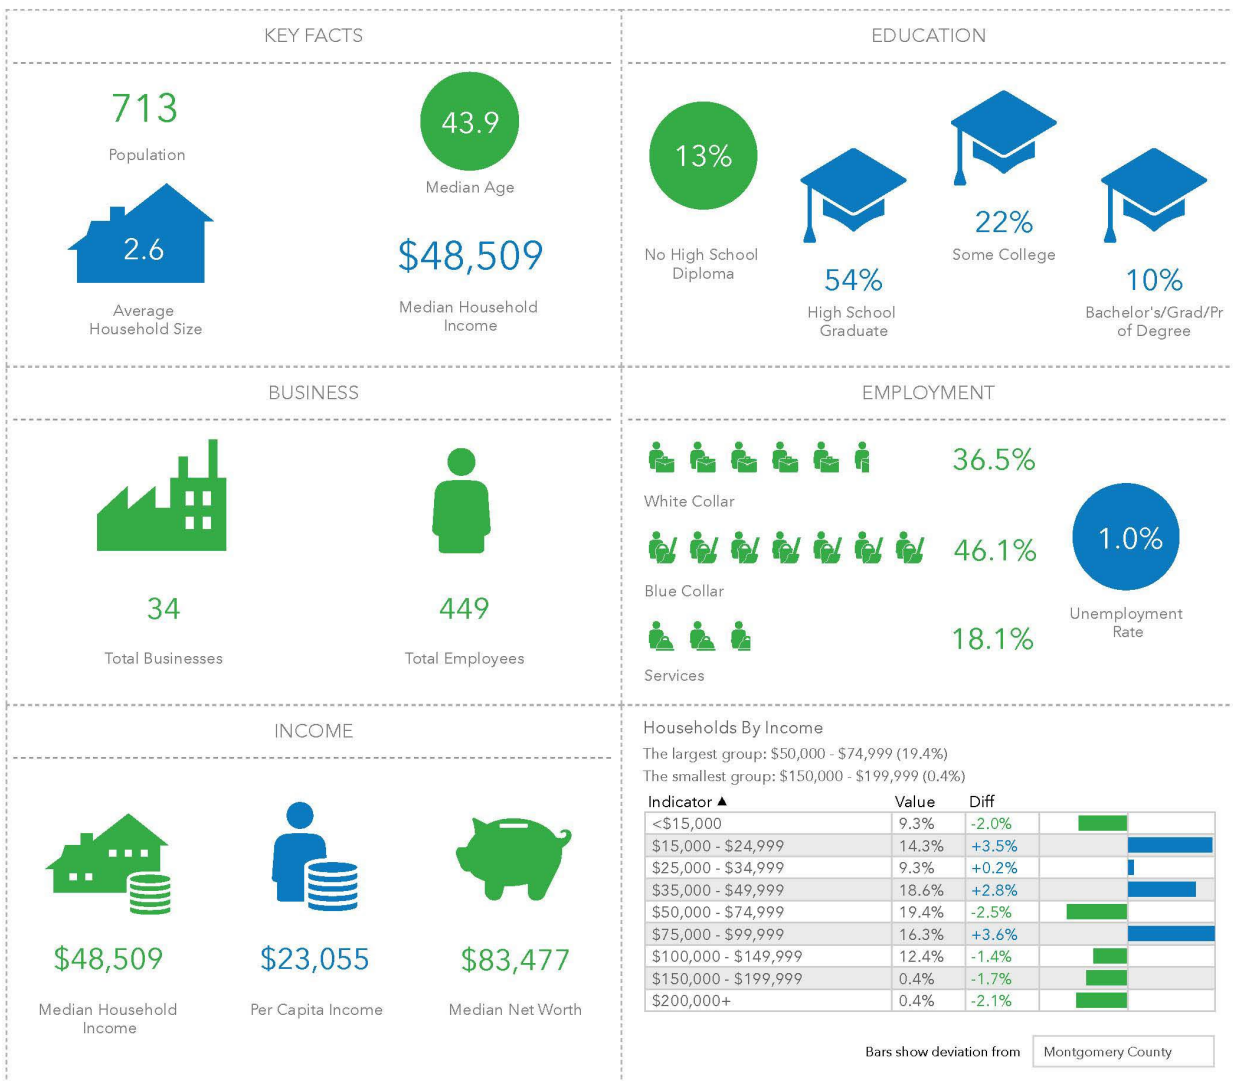 KEY FACTS
713
Population
43.9
Median Age
2.6
Average
Household Size
$48,509
Median Household
Income
EDUCATION
13%
No High School
Diploma
54%
High School
Graduate
22%
Some College
10%
Bachelor's/Grad/Pr
of Degree
BUSINESS
34
Total Businesses
449
Total Employees
EMPLOYMENT
36.5%
White Collar
46.1%
Blue Collar
18.1%
Services
1.0%
Unemployment
Rate
INCOME
$48,509
Median Household
Income
$23,055
Per Capita Income
$83,477
Median Net Worth
Households By Income
The largest group: $50,000 - $74,999 (19.4%)
The smallest group: $150,000 - $199,999 (0.4%)
Indicator ▲ Value Diff
<$15,000 9.3% -2.0%
$15,000 - $24,999 14.3% +3.5%
$25,000 - $34,999 9.3% +0.2%
$35,000 - $49,999 18.6% +2.8%
$50,000 - $74,999 19.4% -2.5%
$75,000 - $99,999 16.3% +3.6%
$100,000 - $149,999 12.4% -1.4%
$150,000 - $199,999 0.4% -1.7%
$200,000+ 0.4% -2.1%
Bars show deviation from Montgomery County